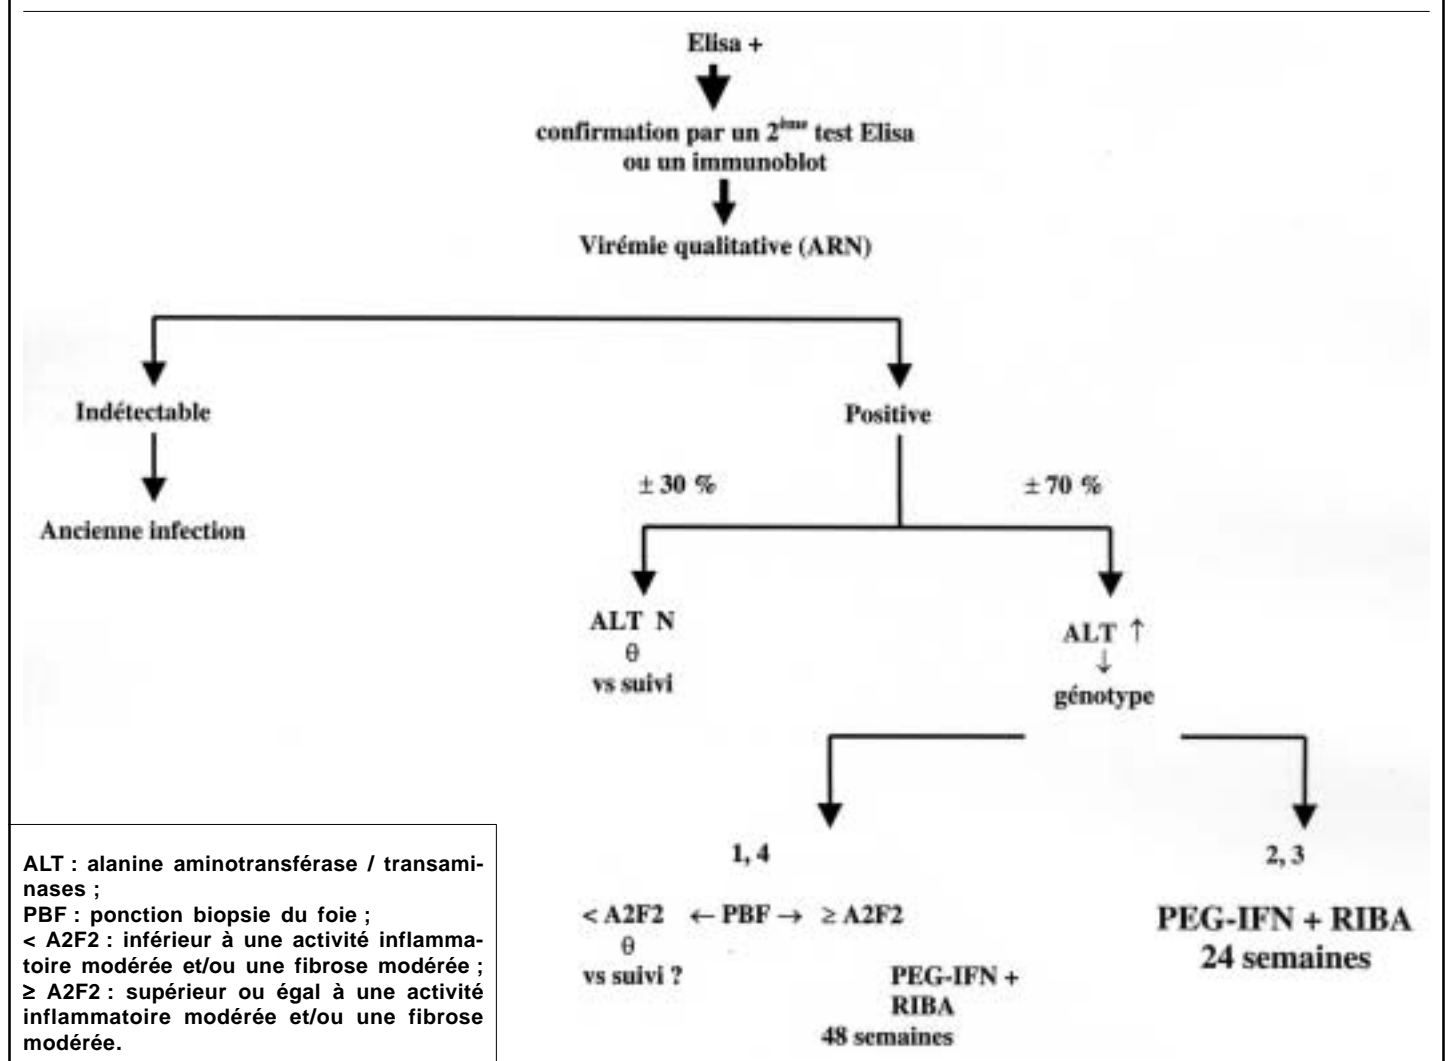 Elisa +
confirmation par un 2ième test Elisa
ou un immunoblot
Virémie qualitative (ARN)
Indétectable
Positive
± 30 %
± 70 %
Ancienne infection
ALT N
θ
vs suivi
ALT ↑
↓
génotype
1, 4
2, 3
< A2F2 ← PBF → ≥ A2F2
θ
vs suivi ?
PEG-IFN +
RIBA
48 semaines
PEG-IFN + RIBA
24 semaines
ALT : alanine aminotransférase / transami-
nases ;
PBF : ponction biopsie du foie ;
< A2F2 : inférieur à une activité inflamma-
toire modérée et/ou une fibrose modérée ;
≥ A2F2 : supérieur ou égal à une activité
inflammatoire modérée et/ou une fibrose
modérée.